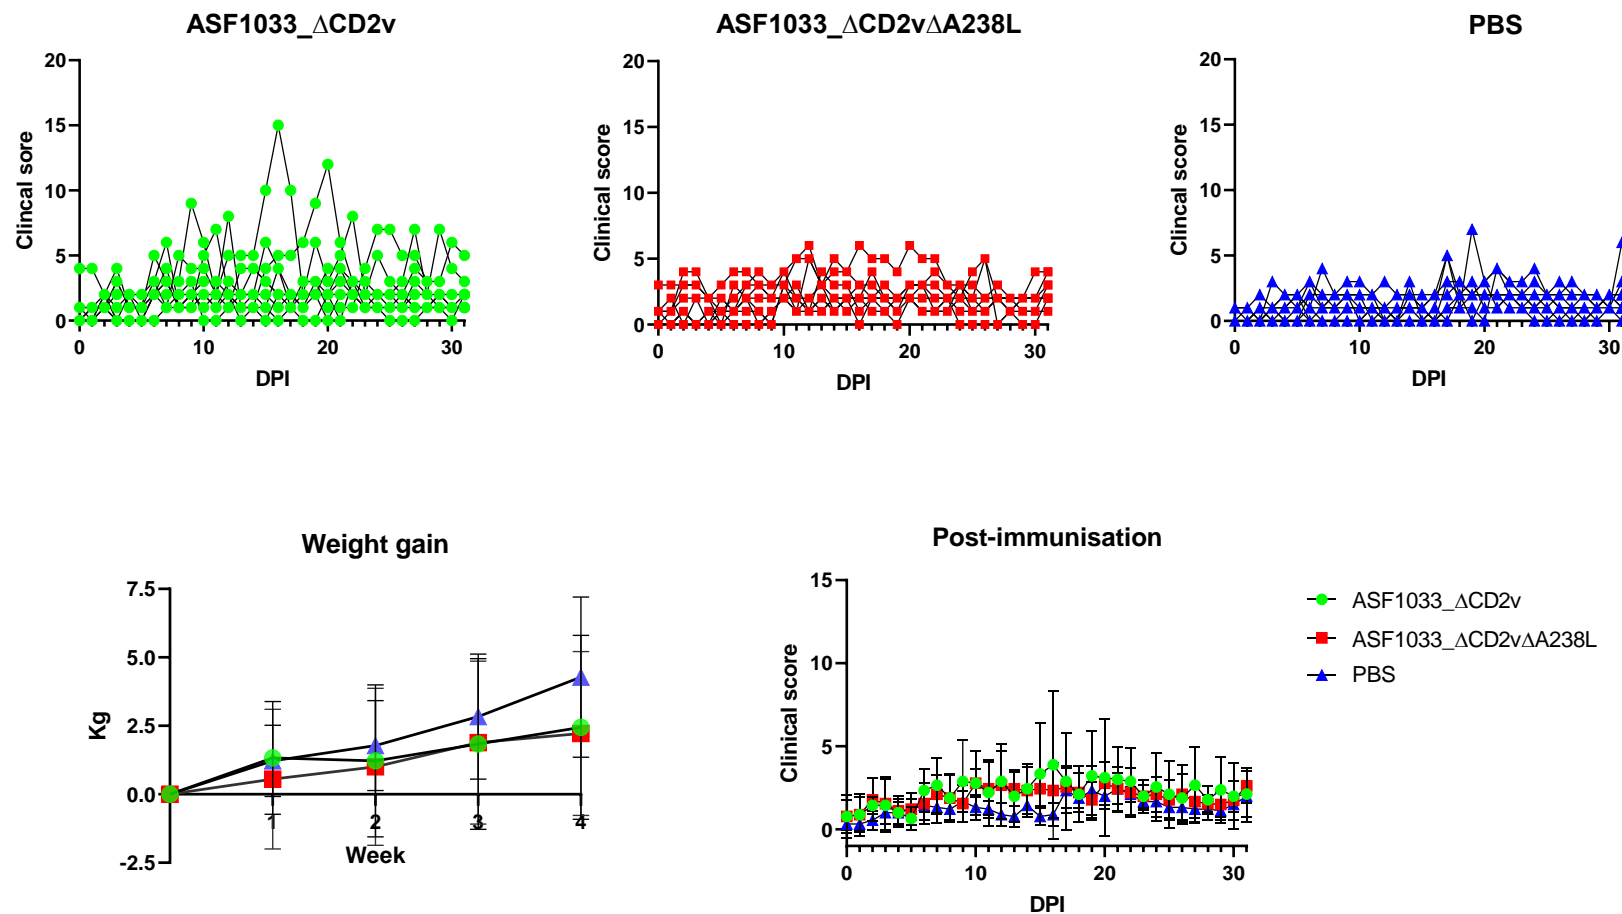 ASF1033_ΔCD2v
ASF1033_ΔCD2vΔA238L
PBS
20
15
10
5
0
Clincal sore
0 10 20 30
DPI
20
15
10
5
0
Clinical score
0 10 20 30
DPI
20
15
10
5
0
Clincal score
0 10 20 30
DPI
Weight gain
7.5
5.0
2.5
0.0
-2.5
Kg
1 2 3 4
Week
Post-immunisation
15
10
5
0
Clinical score
0 10 20 30
DPI
ASF1033_ΔCD2v
ASF1033_ΔCD2vΔA238L
PBS